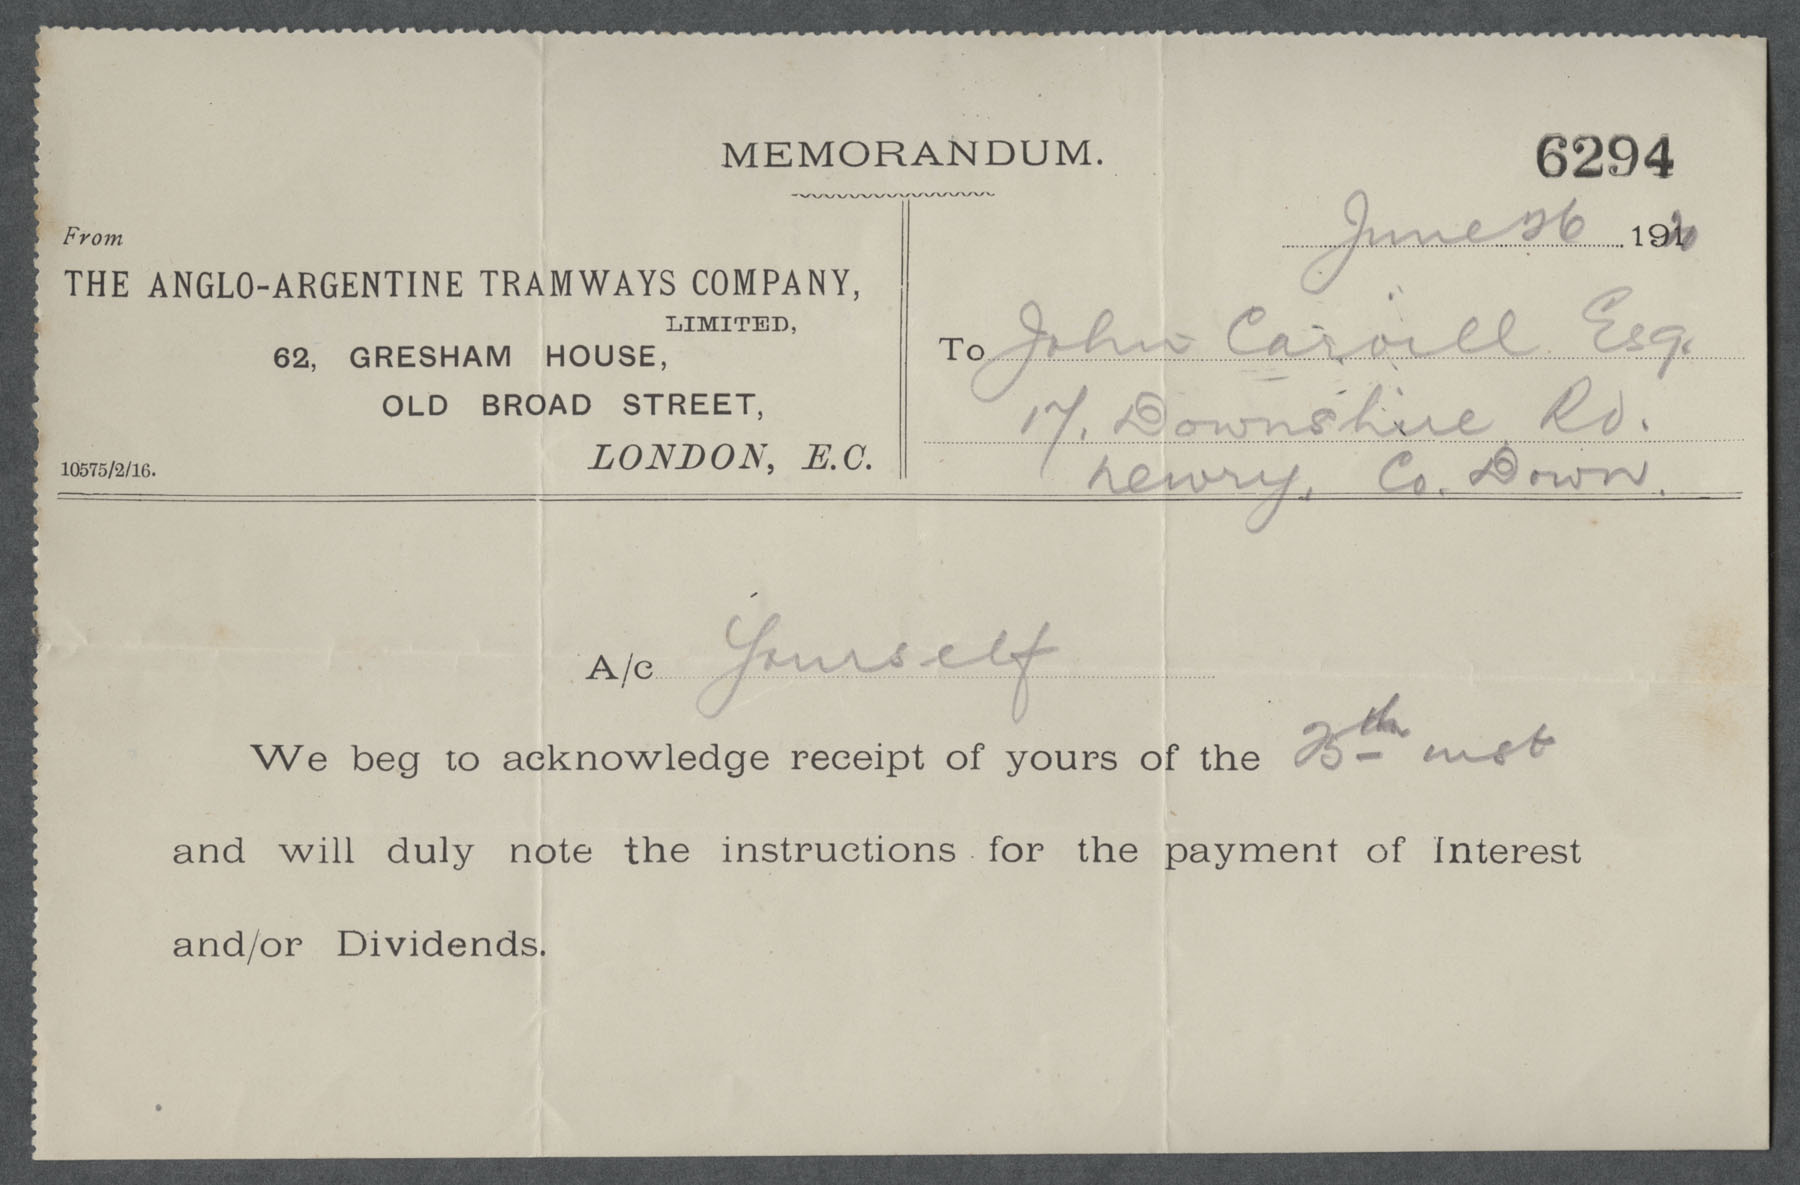 MEMORANDUM.
6294
June 26 19
From
THE ANGLO-ARGENTINE TRAMWAYS COMPANY,
LIMITED,
62, GRESHAM HOUSE,
OLD BROAD STREET,
LONDON, E.C.
10575/2/16.
To John Carvill Esq.
17, Downshire Rd.
Newry, Co. Down.
A/c Yourself
We beg to acknowledge receipt of yours of the 25th inst
and will duly note the instructions for the payment of Interest
and/or Dividends.